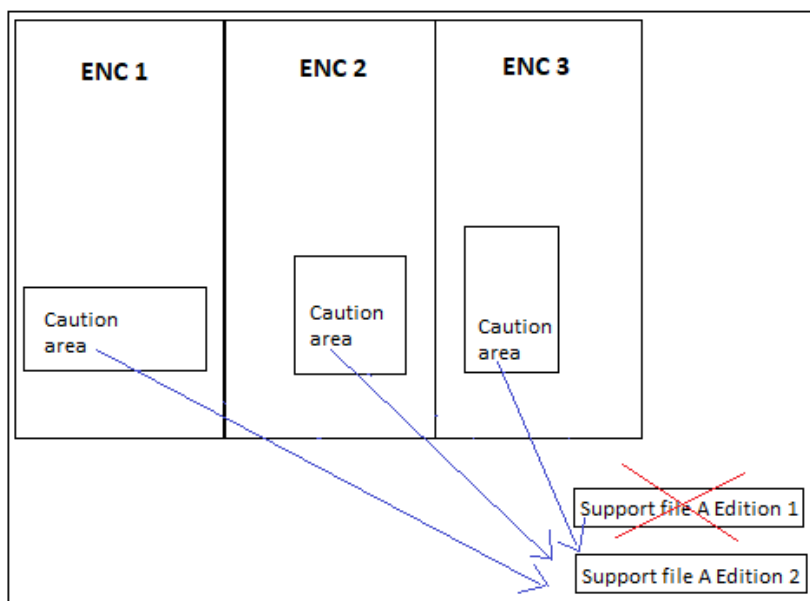 ENC 1
ENC 2
ENC 3
Caution
area
Caution
area
Caution
area
Support file A Edition 1
Support file A Edition 2